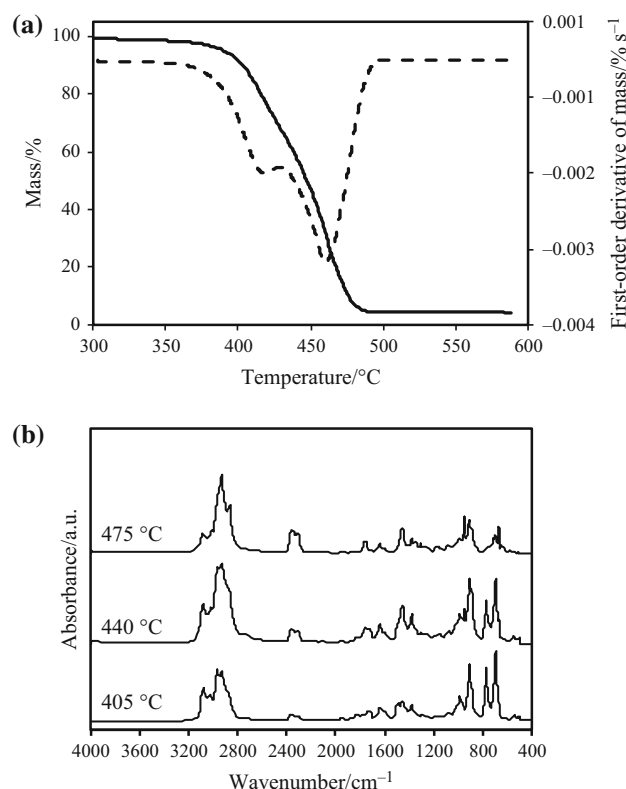 (a)
100
80
60
40
20
0
Mass/%
300 350 400 450 500 550 600
Temperature/°C
0.001
–0.001
–0.002
–0.003
–0.004
First-order derivative of mass/% s⁻¹
(b)
Absorbance/a.u.
475 °C
440 °C
405 °C
4000 3600 2800 2400 1600 1200 800 400
Wavenumber/cm⁻¹